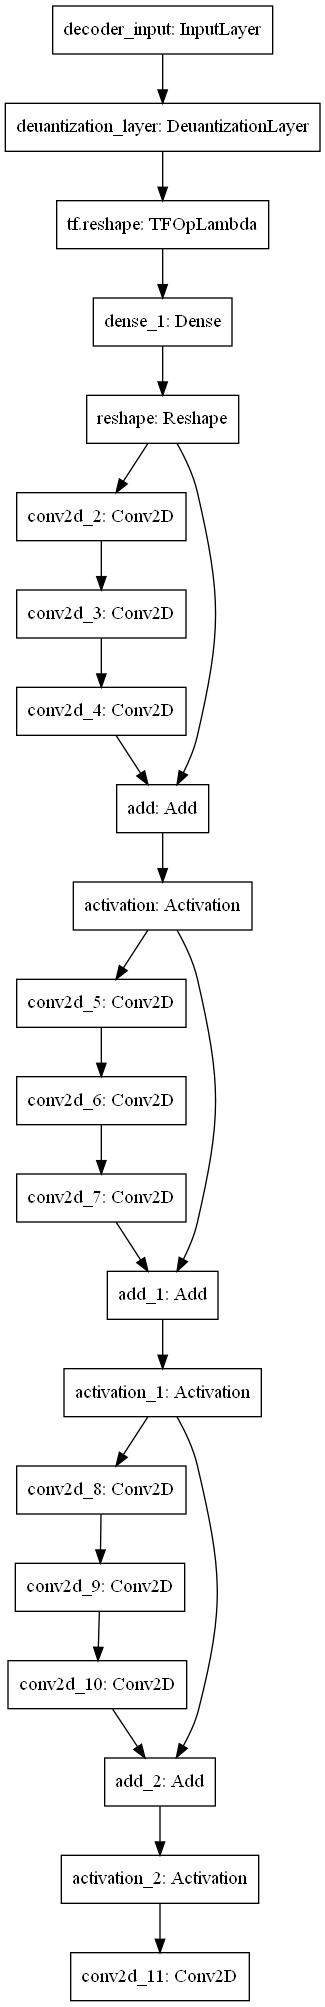 decoder_input: InputLayer
deuantization_layer: DeuantizationLayer
tf.reshape: TFOpLambda
dense_1: Dense
reshape: Reshape
conv2d_2: Conv2D
conv2d_3: Conv2D
conv2d_4: Conv2D
add: Add
activation: Activation
conv2d_5: Conv2D
conv2d_6: Conv2D
conv2d_7: Conv2D
add_1: Add
activation_1: Activation
conv2d_8: Conv2D
conv2d_9: Conv2D
conv2d_10: Conv2D
add_2: Add
activation_2: Activation
conv2d_11: Conv2D